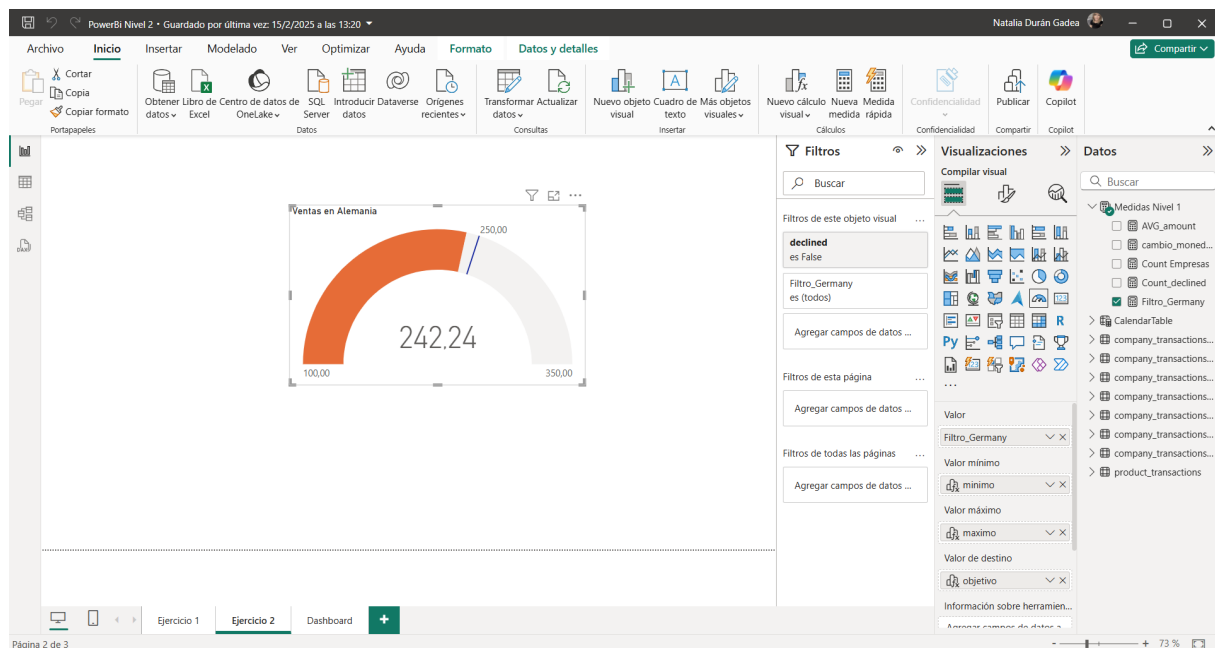 PowerBi Nivel 2 • Guardado por última vez: 15/2/2025 a las 13:20
Natalia Durán Gadea
Archivo Inicio Insertar Modelado Ver Optimizar Ayuda Formato Datos y detalles
Compartir
Pegar
Cortar
Copia
Copiar formato
Portapapeles
Obtener datos
Libro de Excel
Centro de datos de OneLake
SQL Server
Introducir datos
Dataverse
Orígenes recientes
Datos
Transformar datos
Actualizar
Consultas
Nuevo objeto visual
Cuadro de texto
Más objetos visuales
Insertar
Nuevo cálculo visual
Nueva medida
Medida rápida
Cálculos
Confidencialidad
Confidencialidad
Publicar
Compartir
Copilot
Copilot
Ventas en Alemania
250,00
242,24
100,00
350,00
Filtros
Buscar
Filtros de este objeto visual ...
declined
es False
Filtro_Germany
es (todos)
Agregar campos de datos ...
Filtros de esta página ...
Agregar campos de datos ...
Filtros de todas las páginas ...
Agregar campos de datos ...
Visualizaciones
Compilar visual
123
R
Py
...
Valor
Filtro_Germany
Valor mínimo
minimo
Valor máximo
maximo
Valor de destino
objetivo
Información sobre herramien...
Agregar campos de datos a
Datos
Buscar
Medidas Nivel 1
AVG_amount
cambio_moned...
Count Empresas
Count_declined
Filtro_Germany
CalendarTable
company_transactions...
company_transactions...
company_transactions...
company_transactions...
company_transactions...
company_transactions...
company_transactions...
product_transactions
Ejercicio 1
Ejercicio 2
Dashboard
Página 2 de 3
- + 73 %